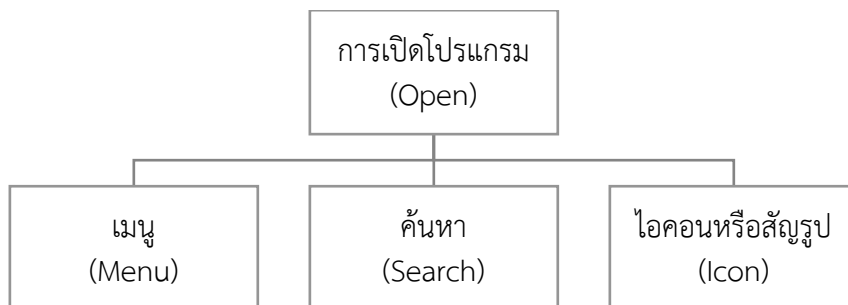 การเปิดโปรแกรม
(Open)
เมนู
(Menu)
ค้นหา
(Search)
ไอคอนหรือสัญรูป
(Icon)